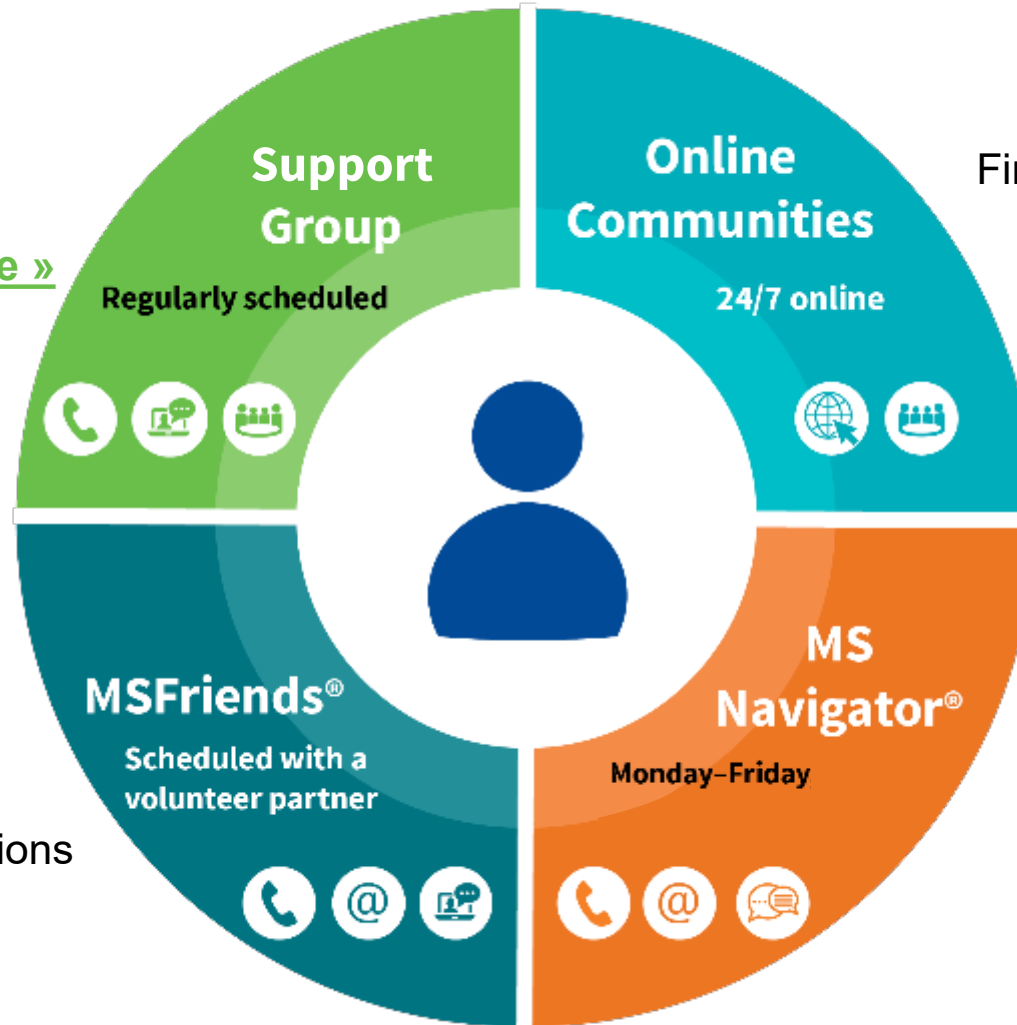 Support
Group
Regularly scheduled
e »
Online
Communities
24/7 online
Fir
MSFriends®
Scheduled with a
volunteer partner
ions
@
MS
Navigator®
Monday–Friday
@